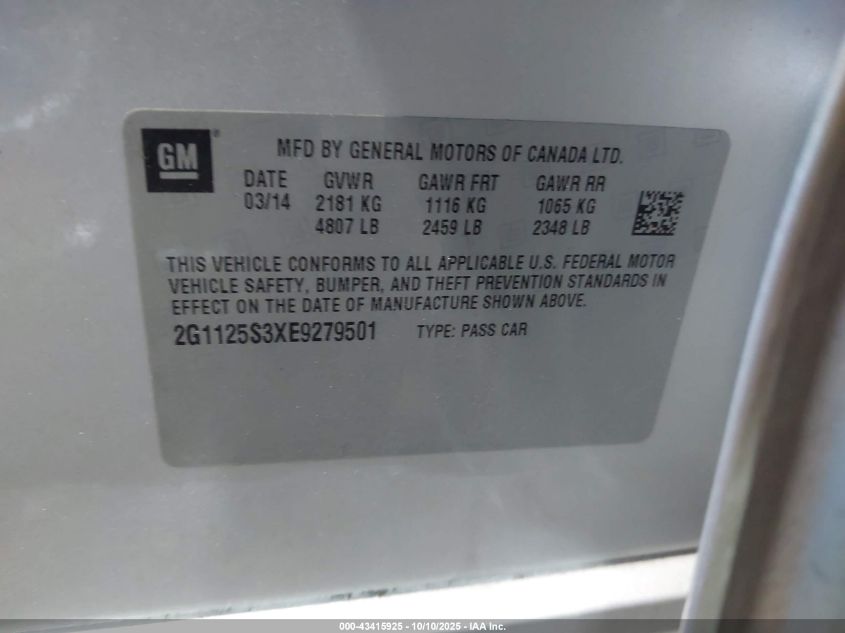 GM ®
MFD BY GENERAL MOTORS OF CANADA LTD.
DATE GVWR GAWR FRT GAWR RR
03/14 2181 KG 1116 KG 1065 KG
4807 LB 2459 LB 2348 LB
THIS VEHICLE CONFORMS TO ALL APPLICABLE U.S. FEDERAL MOTOR
VEHICLE SAFETY, BUMPER, AND THEFT PREVENTION STANDARDS IN
EFFECT ON THE DATE OF MANUFACTURE SHOWN ABOVE.
2G1125S3XE9279501 TYPE: PASS CAR
000-43415925 - 10/10/2025 - IAA Inc.